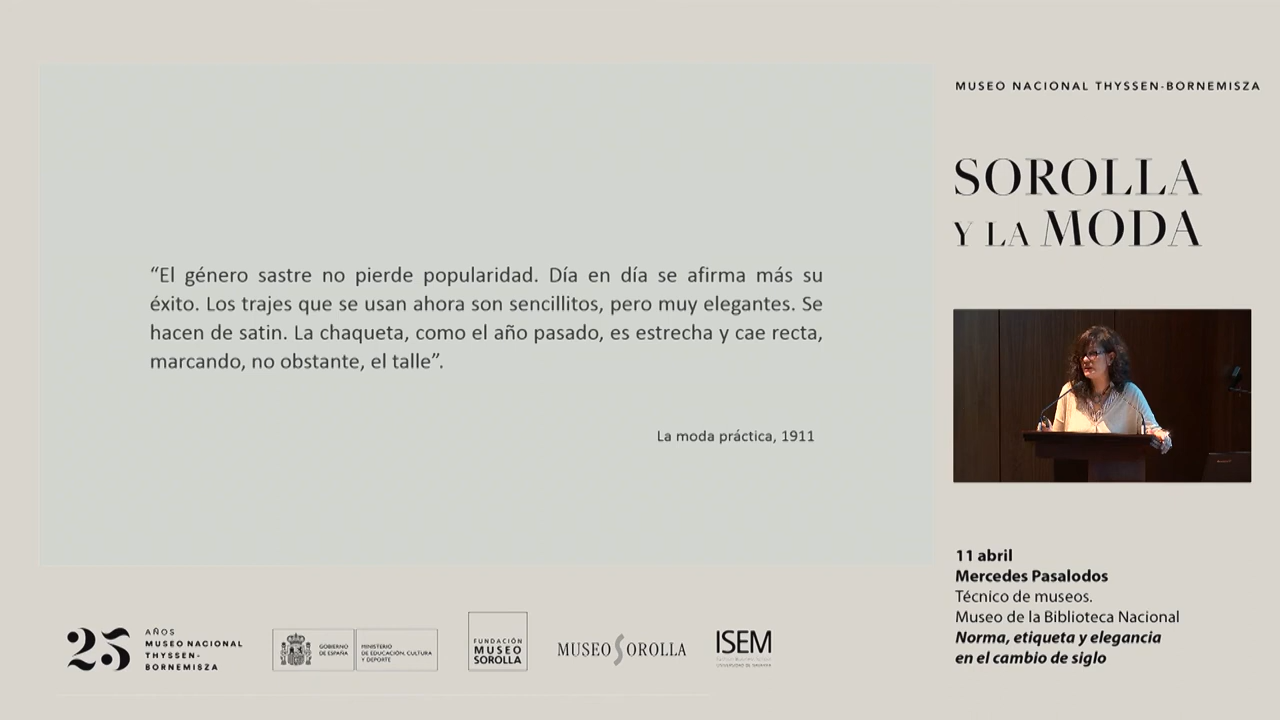 MUSEO NACIONAL THYSSEN-BORNEMISZA
SOROLLA
Y LA MODA
“El género sastre no pierde popularidad. Día en día se afirma más su
éxito. Los trajes que se usan ahora son sencillitos, pero muy elegantes. Se
hacen de satin. La chaqueta, como el año pasado, es estrecha y cae recta,
marcando, no obstante, el talle”.
La moda práctica, 1911
11 abril
Mercedes Pasalodos
Técnico de museos.
Museo de la Biblioteca Nacional
Norma, etiqueta y elegancia
en el cambio de siglo
25
AÑOS
MUSEO NACIONAL
THYSSEN-
BORNEMISZA
GOBIERNO
DE ESPAÑA
MINISTERIO
DE EDUCACIÓN, CULTURA
Y DEPORTE
FUNDACIÓN
MUSEO
SOROLLA
MUSEO SOROLLA
ISEM